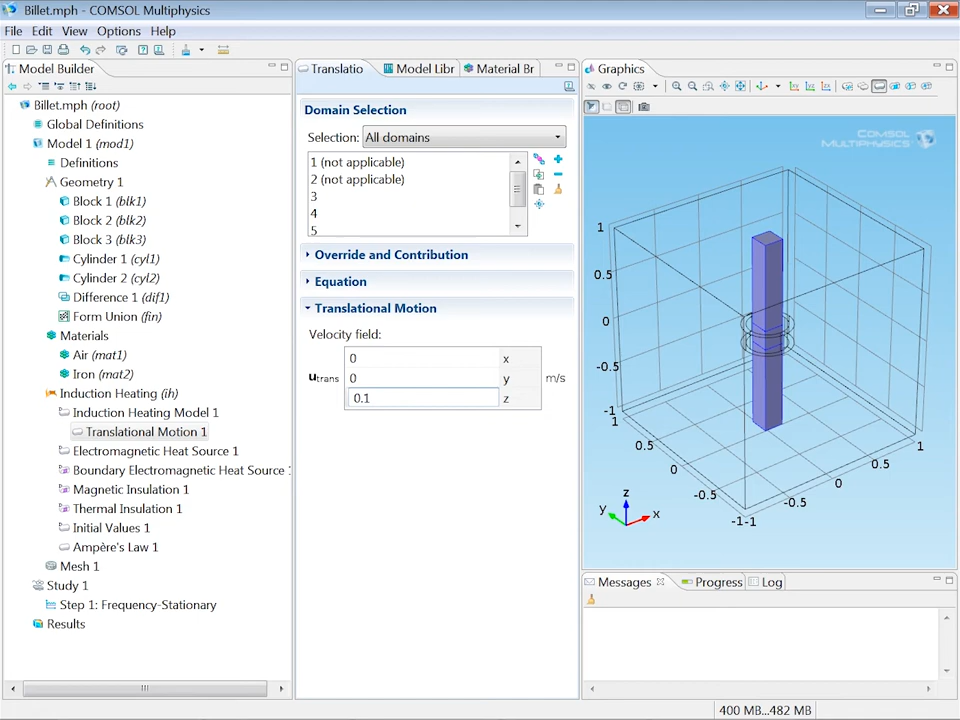 Billet.mph - COMSOL Multiphysics
File Edit View Options Help
Model Builder
Billet.mph (root)
Global Definitions
Model 1 (mod1)
Definitions
Geometry 1
Block 1 (blk1)
Block 2 (blk2)
Block 3 (blk3)
Cylinder 1 (cyl1)
Cylinder 2 (cyl2)
Difference 1 (dif1)
Form Union (fin)
Materials
Air (mat1)
Iron (mat2)
Induction Heating (ih)
Induction Heating Model 1
Translational Motion 1
Electromagnetic Heat Source 1
Boundary Electromagnetic Heat Source
Magnetic Insulation 1
Thermal Insulation 1
Initial Values 1
Ampère's Law 1
Mesh 1
Study 1
Step 1: Frequency-Stationary
Results
Translatio Model Libr Material Br
Domain Selection
Selection: All domains
1 (not applicable)
2 (not applicable)
3
4
5
Override and Contribution
Equation
Translational Motion
Velocity field:
0 x
utrans 0 y m/s
0.1 z
Graphics
COMSOL
MULTIPHYSICS
1
0.5
0
-0.5
-1
1
0.5
0
-0.5
-1-1
-0.5
0
0.5
1
z
y
x
Messages Progress Log
400 MB...482 MB